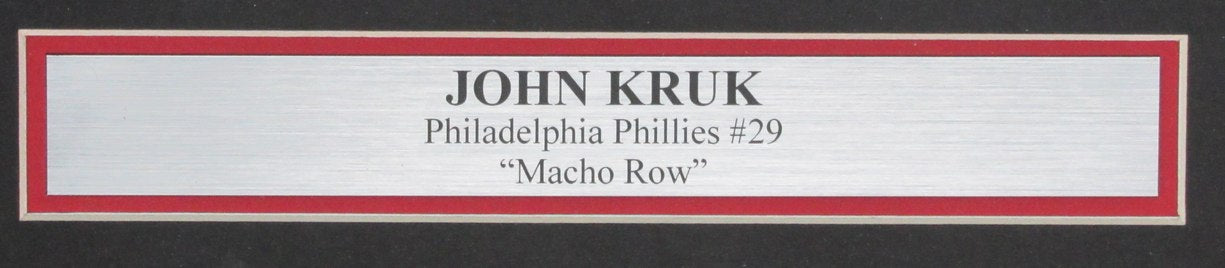 JOHN KRUK
Philadelphia Phillies #29
“Macho Row”